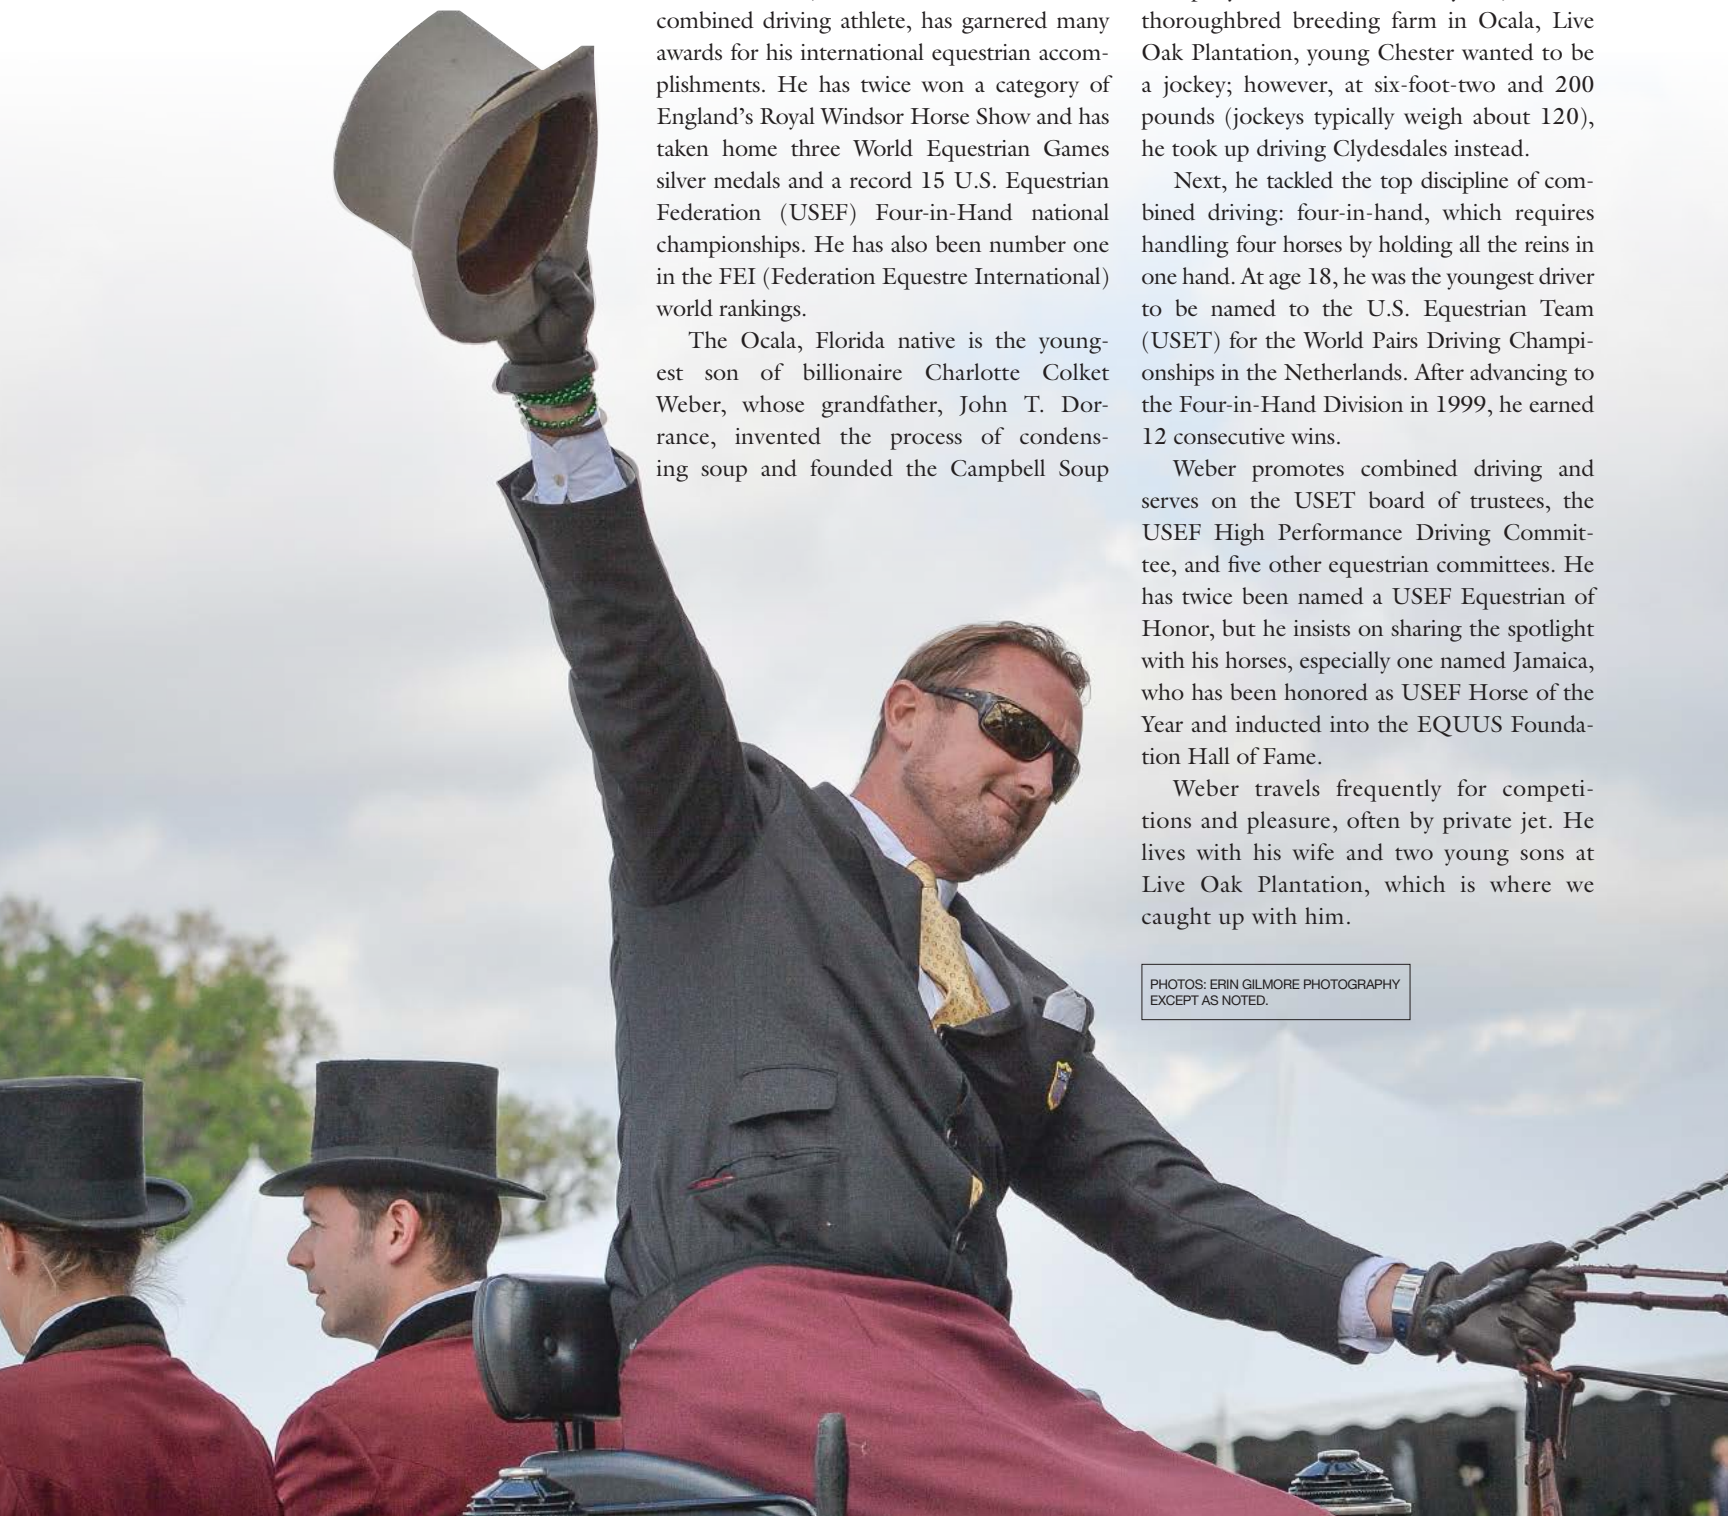 combined driving athlete, has garnered many
awards for his international equestrian accom-
plishments. He has twice won a category of
England’s Royal Windsor Horse Show and has
taken home three World Equestrian Games
silver medals and a record 15 U.S. Equestrian
Federation (USEF) Four-in-Hand national
championships. He has also been number one
in the FEI (Federation Equestre International)
world rankings.
The Ocala, Florida native is the young-
est son of billionaire Charlotte Colket
Weber, whose grandfather, John T. Dor-
rance, invented the process of condens-
ing soup and founded the Campbell Soup
thoroughbred breeding farm in Ocala, Live
Oak Plantation, young Chester wanted to be
a jockey; however, at six-foot-two and 200
pounds (jockeys typically weigh about 120),
he took up driving Clydesdales instead.
Next, he tackled the top discipline of com-
bined driving: four-in-hand, which requires
handling four horses by holding all the reins in
one hand. At age 18, he was the youngest driver
to be named to the U.S. Equestrian Team
(USET) for the World Pairs Driving Champi-
onships in the Netherlands. After advancing to
the Four-in-Hand Division in 1999, he earned
12 consecutive wins.
Weber promotes combined driving and
serves on the USET board of trustees, the
USEF High Performance Driving Commit-
tee, and five other equestrian committees. He
has twice been named a USEF Equestrian of
Honor, but he insists on sharing the spotlight
with his horses, especially one named Jamaica,
who has been honored as USEF Horse of the
Year and inducted into the EQUUS Founda-
tion Hall of Fame.
Weber travels frequently for competi-
tions and pleasure, often by private jet. He
lives with his wife and two young sons at
Live Oak Plantation, which is where we
caught up with him.
PHOTOS: ERIN GILMORE PHOTOGRAPHY
EXCEPT AS NOTED.